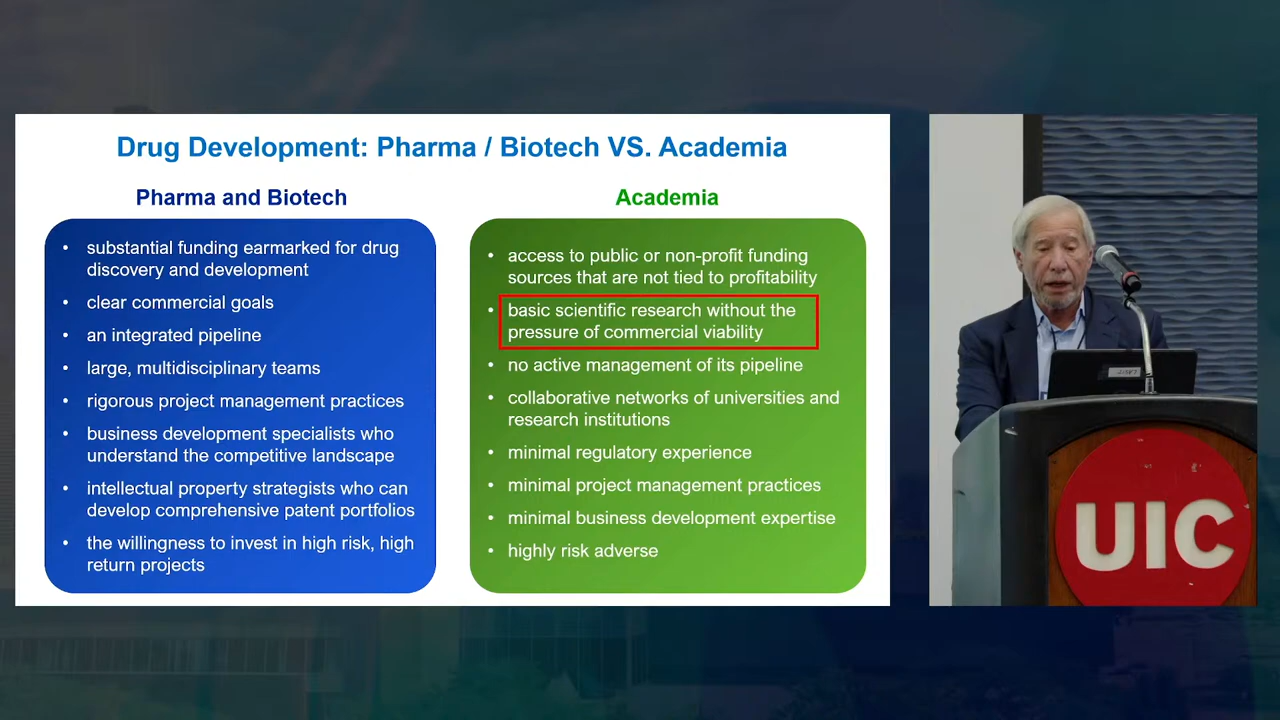 Drug Development: Pharma / Biotech VS. Academia
Pharma and Biotech
• substantial funding earmarked for drug
discovery and development
• clear commercial goals
• an integrated pipeline
• large, multidisciplinary teams
• rigorous project management practices
• business development specialists who
understand the competitive landscape
• intellectual property strategists who can
develop comprehensive patent portfolios
• the willingness to invest in high risk, high
return projects
Academia
• access to public or non-profit funding
sources that are not tied to profitability
• basic scientific research without the
pressure of commercial viability
• no active management of its pipeline
• collaborative networks of universities and
research institutions
• minimal regulatory experience
• minimal project management practices
• minimal business development expertise
• highly risk adverse
UIC